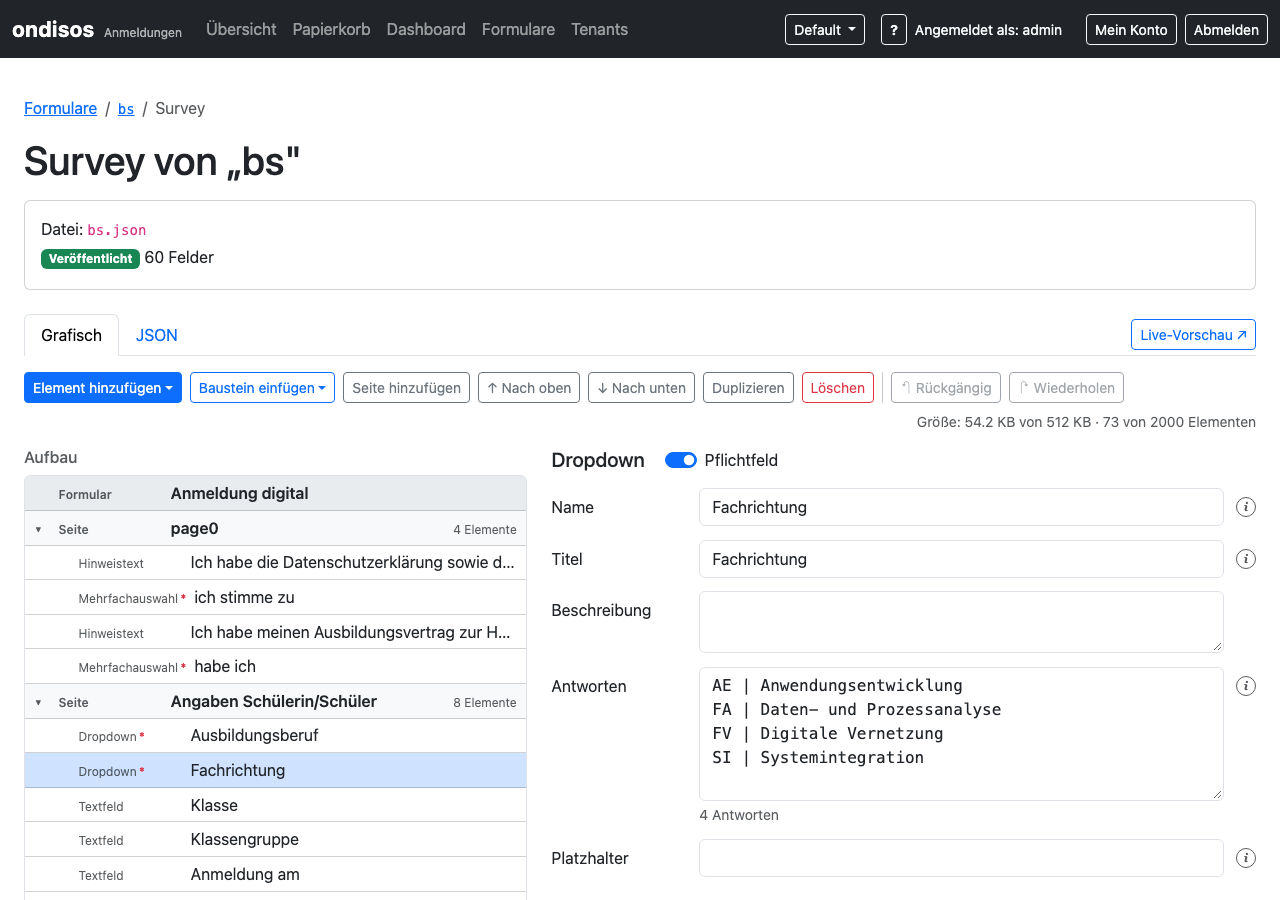 ondisos Anmeldungen Übersicht Papierkorb Dashboard Formulare Tenants Default ? Angemeldet als: admin Mein Konto Abmelden
Formulare / bs / Survey
Survey von „bs"
Datei: bs.json
Veröffentlicht 60 Felder
Grafisch JSON Live-Vorschau ↗
Element hinzufügen Baustein einfügen Seite hinzufügen ↑ Nach oben ↓ Nach unten Duplizieren Löschen Rückgängig Wiederholen
Größe: 54.2 KB von 512 KB · 73 von 2000 Elementen
Aufbau
Formular Anmeldung digital
Seite page0 4 Elemente
Hinweistext Ich habe die Datenschutzerklärung sowie d...
Mehrfachauswahl * ich stimme zu
Hinweistext Ich habe meinen Ausbildungsvertrag zur H...
Mehrfachauswahl * habe ich
Seite Angaben Schülerin/Schüler 8 Elemente
Dropdown * Ausbildungsberuf
Dropdown * Fachrichtung
Textfeld Klasse
Textfeld Klassengruppe
Textfeld Anmeldung am
Dropdown Pflichtfeld
Name Fachrichtung i
Titel Fachrichtung i
Beschreibung
Antworten AE | Anwendungsentwicklung i
FA | Daten– und Prozessanalyse
FV | Digitale Vernetzung
SI | Systemintegration
4 Antworten
Platzhalter i